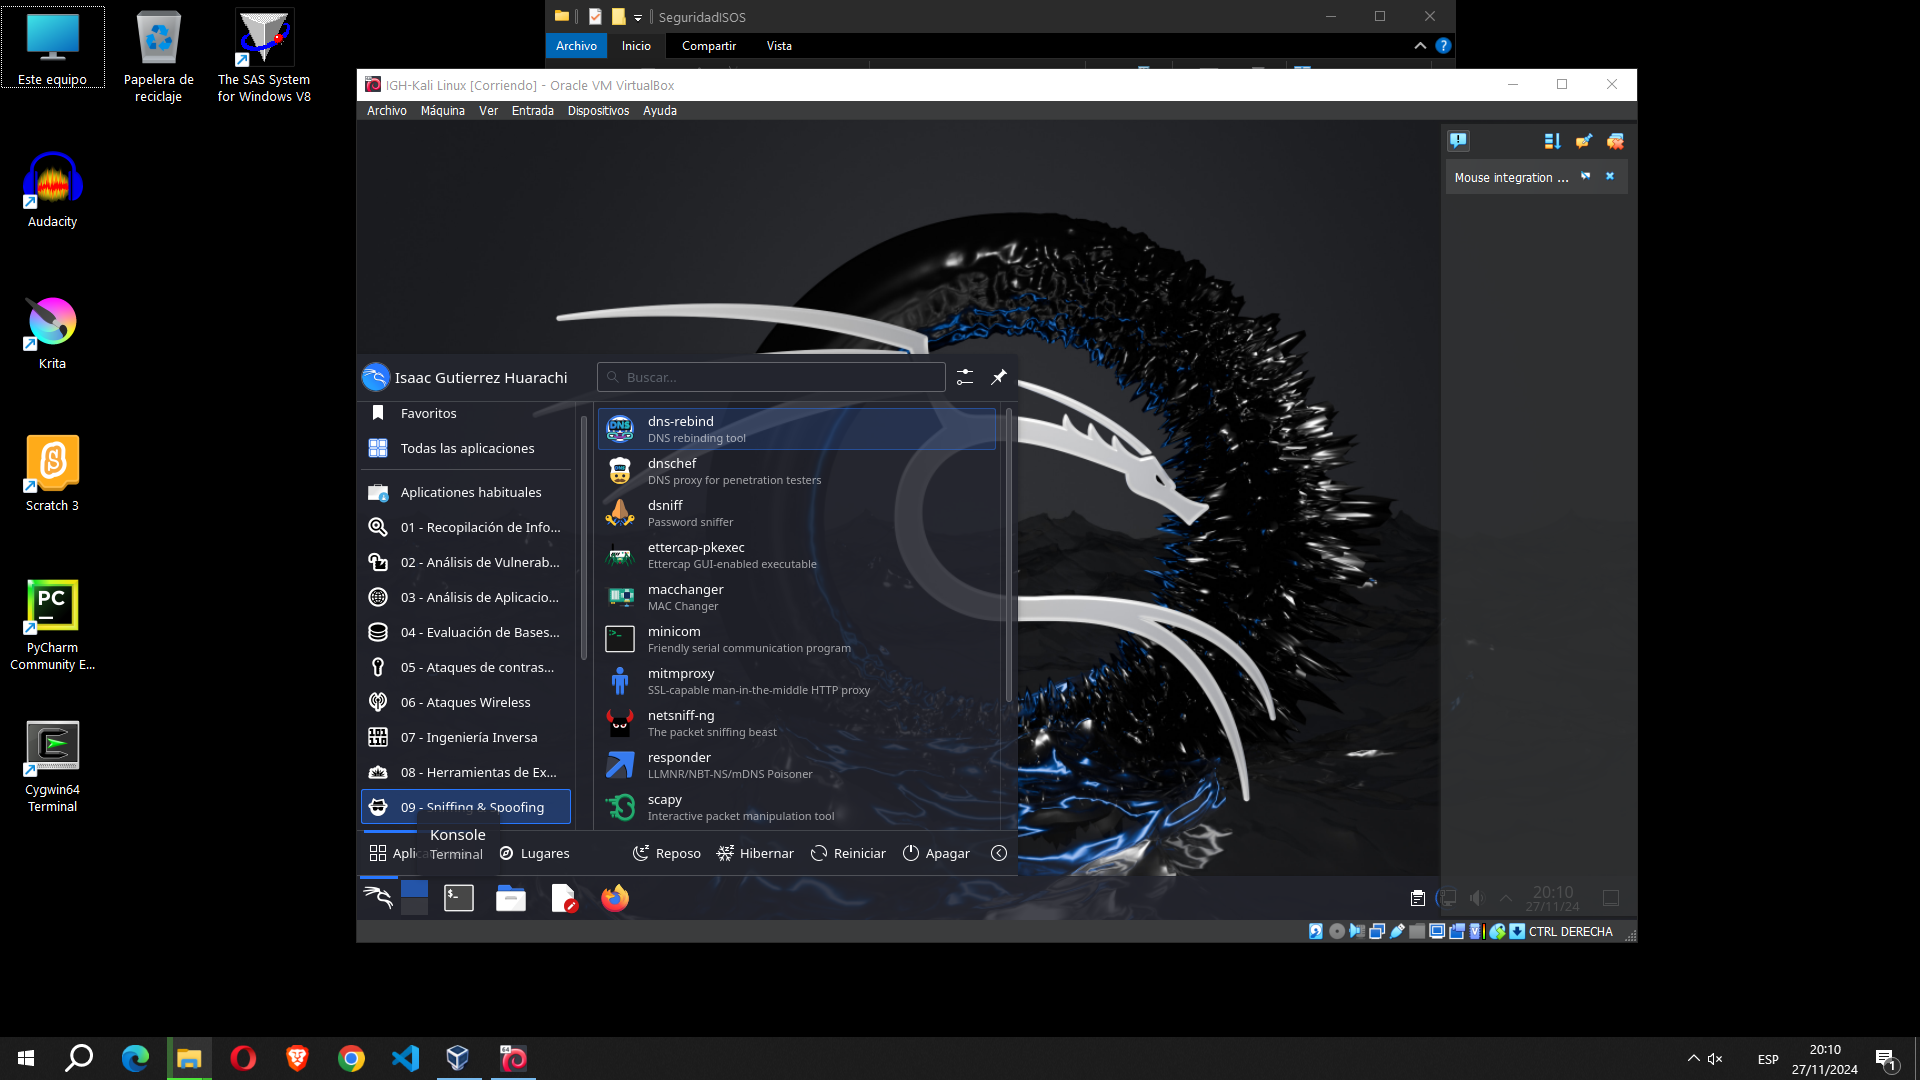 Este equipo
Papelera de
reciclaje
The SAS System
for Windows V8
Audacity
Krita
Scratch 3
PyCharm
Community E...
Cygwin64
Terminal
SeguridadISOS
Archivo
Inicio
Compartir
Vista
IGH-Kali Linux [Corriendo] - Oracle VM VirtualBox
Archivo
Máquina
Ver
Entrada
Dispositivos
Ayuda
Mouse integration ...
Isaac Gutierrez Huarachi
Buscar...
Favoritos
Todas las aplicaciones
Aplicationes habituales
01 - Recopilación de Info...
02 - Análisis de Vulnerab...
03 - Análisis de Aplicacio...
04 - Evaluación de Bases...
05 - Ataques de contras...
06 - Ataques Wireless
07 - Ingeniería Inversa
08 - Herramientas de Ex...
09 - Sniffing & Spoofing
dns-rebind
DNS rebinding tool
dnschef
DNS proxy for penetration testers
dsniff
Password sniffer
ettercap-pkexec
Ettercap GUI-enabled executable
macchanger
MAC Changer
minicom
Friendly serial communication program
mitmproxy
SSL-capable man-in-the-middle HTTP proxy
netsniff-ng
The packet sniffing beast
responder
LLMNR/NBT-NS/mDNS Poisoner
scapy
Interactive packet manipulation tool
Konsole
Terminal
Lugares
Reposo
Hibernar
Reiniciar
Apagar
20:10
27/11/24
CTRL DERECHA
ESP
20:10
27/11/2024
1